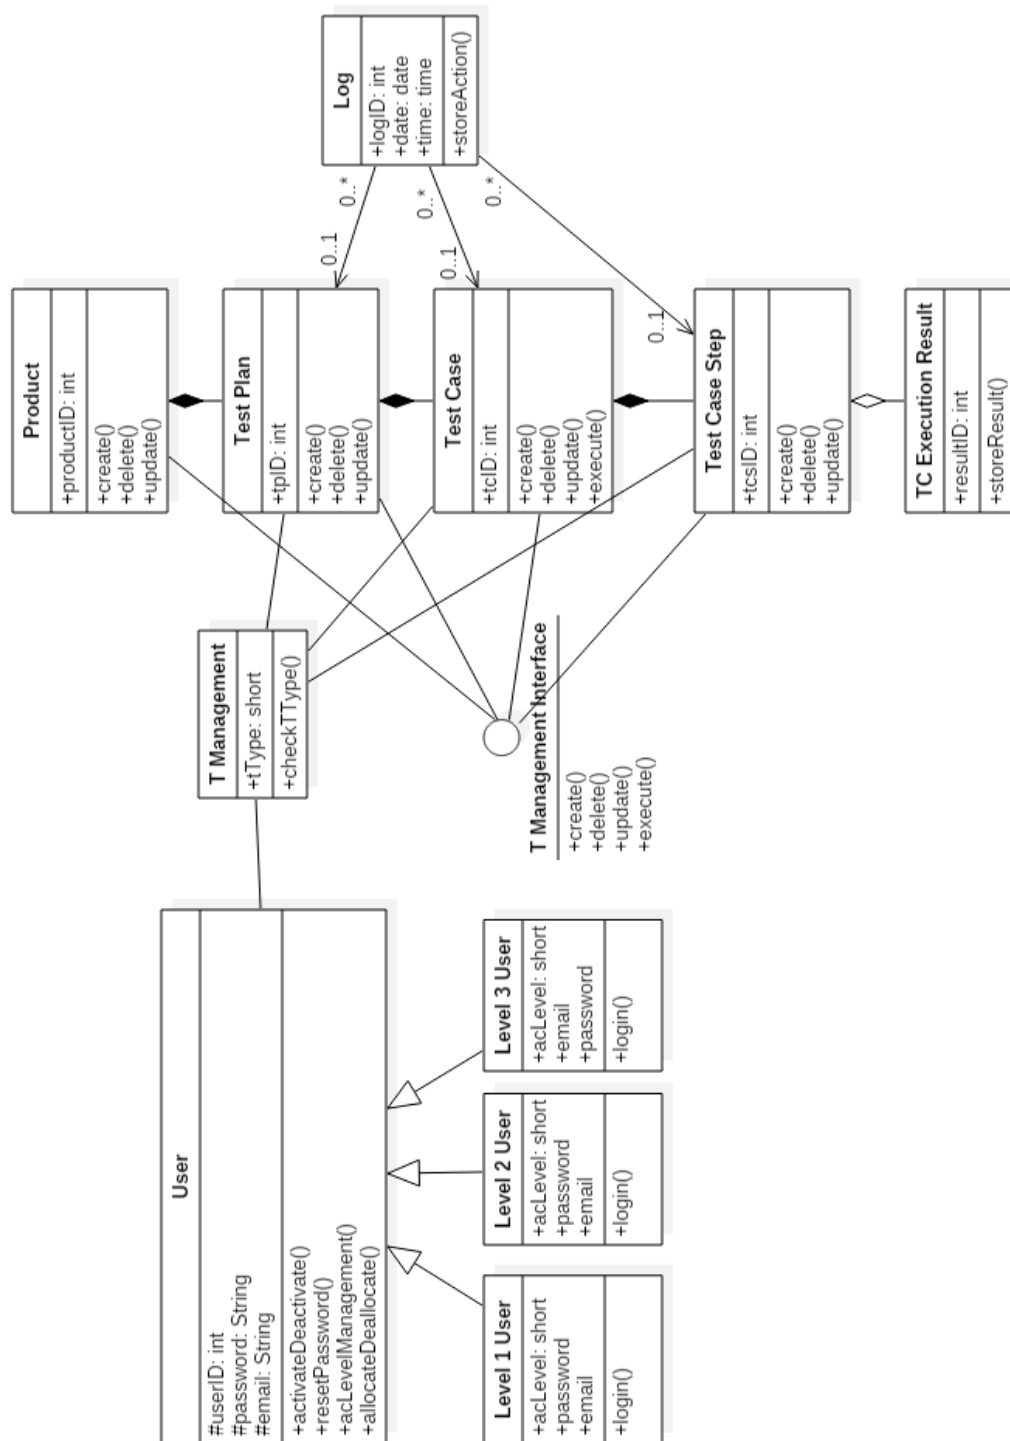 User
#userID: int
#password: String
#email: String
+activateDeactivate()
+resetPassword()
+acLevelManagement()
+allocateDeallocate()
Level 1 User
+acLevel: short
+password
+email
+login()
Level 2 User
+acLevel: short
+password
+email
+login()
Level 3 User
+acLevel: short
+email
+password
+login()
T Management
+tType: short
+checkTType()
T Management Interface
+create()
+delete()
+update()
+execute()
Product
+productID: int
+create()
+delete()
+update()
Test Plan
+tpID: int
+create()
+delete()
+update()
Test Case
+tcID: int
+create()
+delete()
+update()
+execute()
Test Case Step
+tcsID: int
+create()
+delete()
+update()
TC Execution Result
+resultID: int
+storeResult()
0..1
0..1
0..1
0..*
0..*
0..*
Log
+logID: int
+date: date
+time: time
+storeAction()